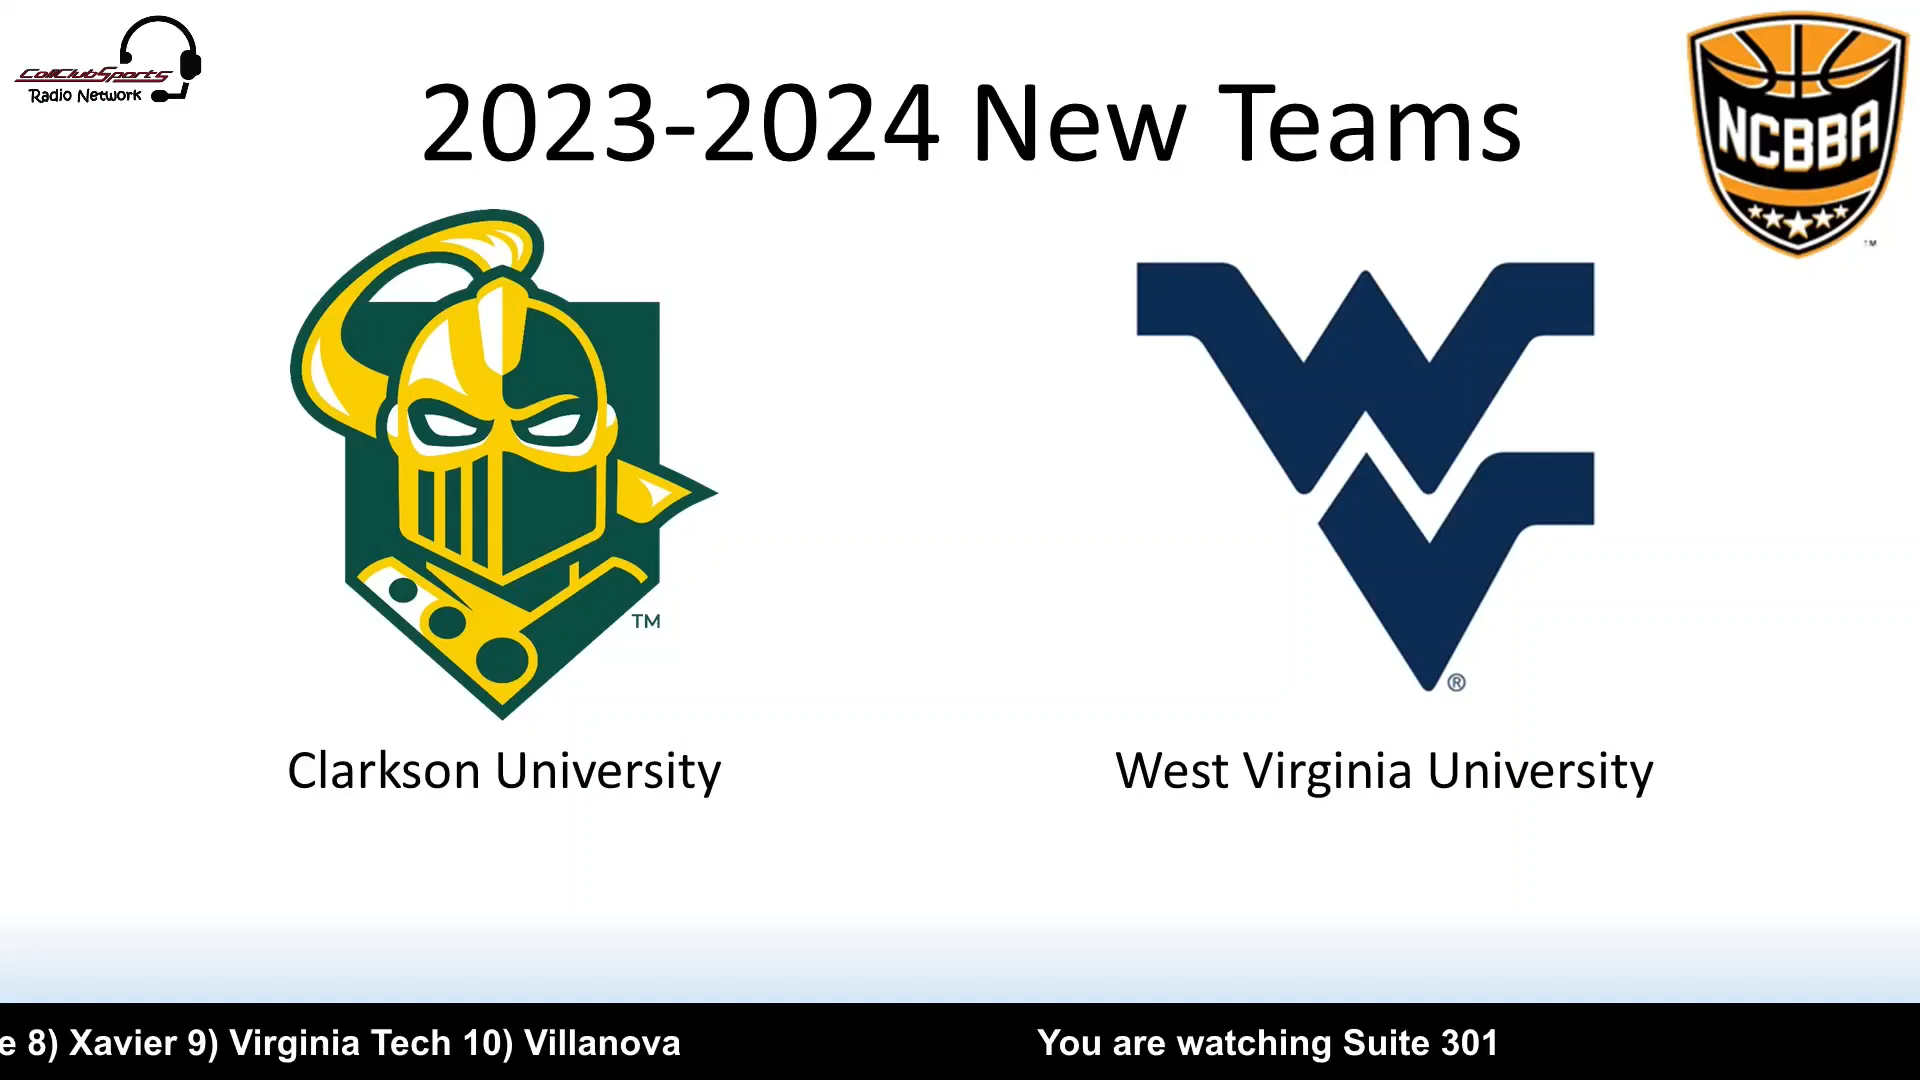 CollClubSports
Radio Network
2023-2024 New Teams
NCBBA
TM
TM
®
Clarkson University
West Virginia University
e 8) Xavier 9) Virginia Tech 10) Villanova
You are watching Suite 301